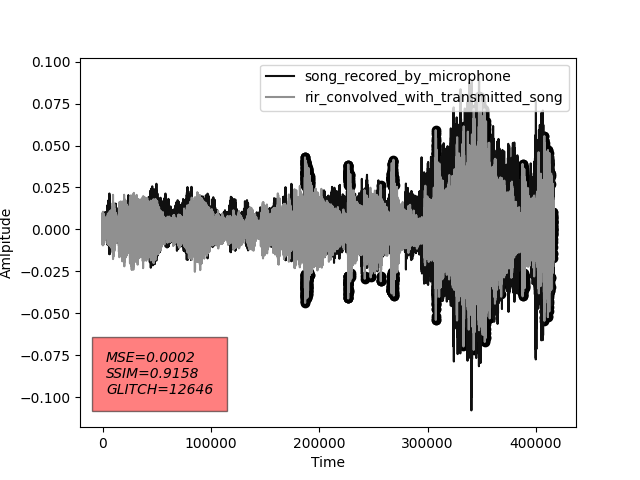 song_recored_by_microphone
rir_convolved_with_transmitted_song
0.100
0.075
0.050
0.025
0.000
−0.025
−0.050
−0.075
−0.100
Amlpitude
MSE=0.0002
SSIM=0.9158
GLITCH=12646
0 100000 200000 300000 400000
Time